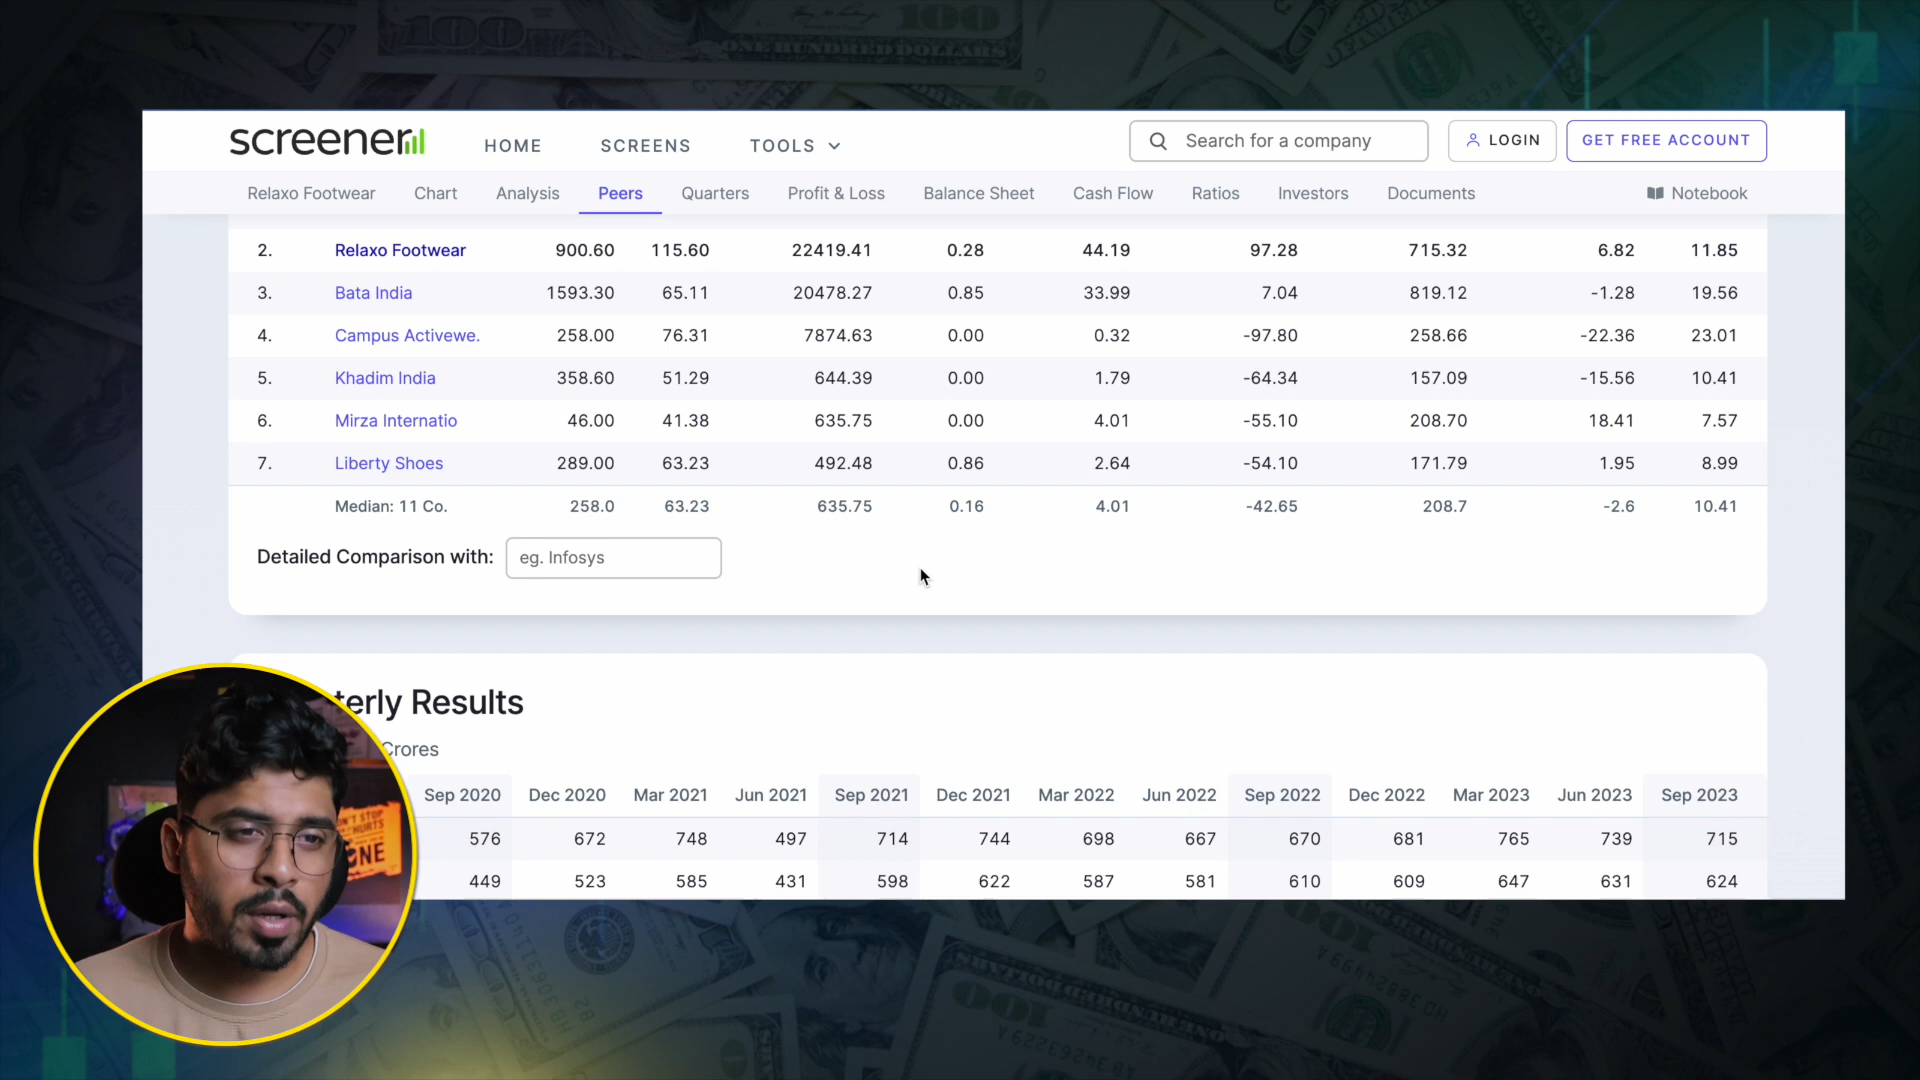 screener
HOME SCREENS TOOLS
Search for a company
LOGIN
GET FREE ACCOUNT
Relaxo Footwear Chart Analysis Peers Quarters Profit & Loss Balance Sheet Cash Flow Ratios Investors Documents Notebook
2. Relaxo Footwear 900.60 115.60 22419.41 0.28 44.19 97.28 715.32 6.82 11.85
3. Bata India 1593.30 65.11 20478.27 0.85 33.99 7.04 819.12 -1.28 19.56
4. Campus Activewe. 258.00 76.31 7874.63 0.00 0.32 -97.80 258.66 -22.36 23.01
5. Khadim India 358.60 51.29 644.39 0.00 1.79 -64.34 157.09 -15.56 10.41
6. Mirza Internatio 46.00 41.38 635.75 0.00 4.01 -55.10 208.70 18.41 7.57
7. Liberty Shoes 289.00 63.23 492.48 0.86 2.64 -54.10 171.79 1.95 8.99
Median: 11 Co. 258.0 63.23 635.75 0.16 4.01 -42.65 208.7 -2.6 10.41
Detailed Comparison with: eg. Infosys
terly Results
Crores
Sep 2020 Dec 2020 Mar 2021 Jun 2021 Sep 2021 Dec 2021 Mar 2022 Jun 2022 Sep 2022 Dec 2022 Mar 2023 Jun 2023 Sep 2023
576 672 748 497 714 744 698 667 670 681 765 739 715
449 523 585 431 598 622 587 581 610 609 647 631 624
HURTS
100
ONE HUNDRED DOLLARS
100